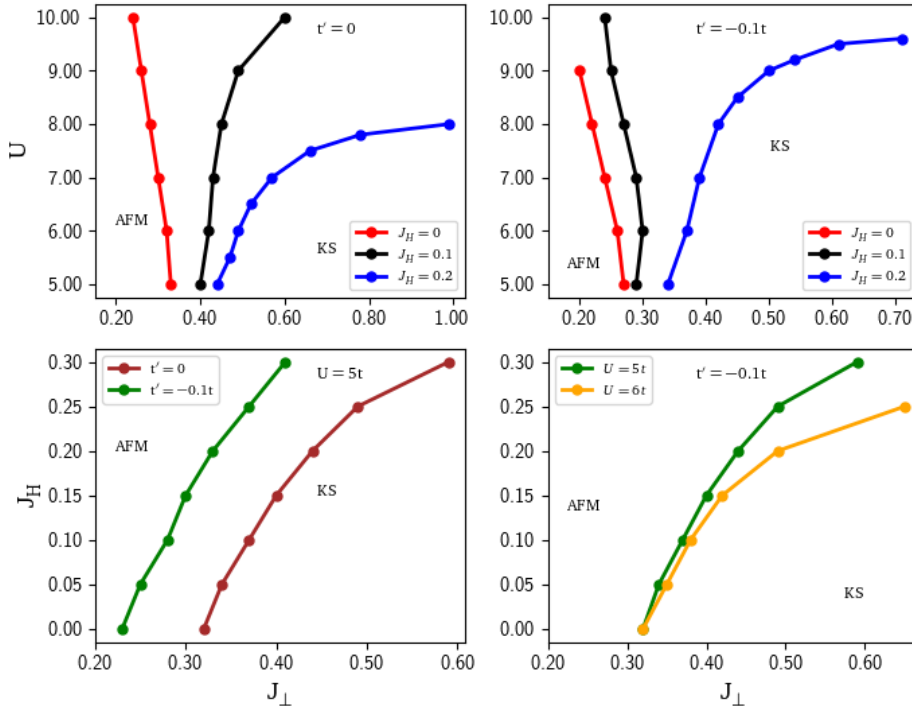 t′ = 0
10.00
9.00
8.00
7.00
6.00
5.00
U
AFM
KS
J_H = 0
J_H = 0.1
J_H = 0.2
0.20 0.40 0.60 0.80 1.00
t′ = −0.1t
10.00
9.00
8.00
7.00
6.00
5.00
KS
AFM
J_H = 0
J_H = 0.1
J_H = 0.2
0.20 0.30 0.40 0.50 0.60 0.70
t′ = 0
t′ = −0.1t
U = 5t
0.30
0.25
0.20
0.15
0.10
0.05
0.00
J_H
AFM
KS
0.20 0.30 0.40 0.50 0.60
J_⊥
U = 5t
U = 6t
t′ = −0.1t
0.30
0.25
0.20
0.15
0.10
0.05
0.00
AFM
KS
0.20 0.30 0.40 0.50 0.60
J_⊥